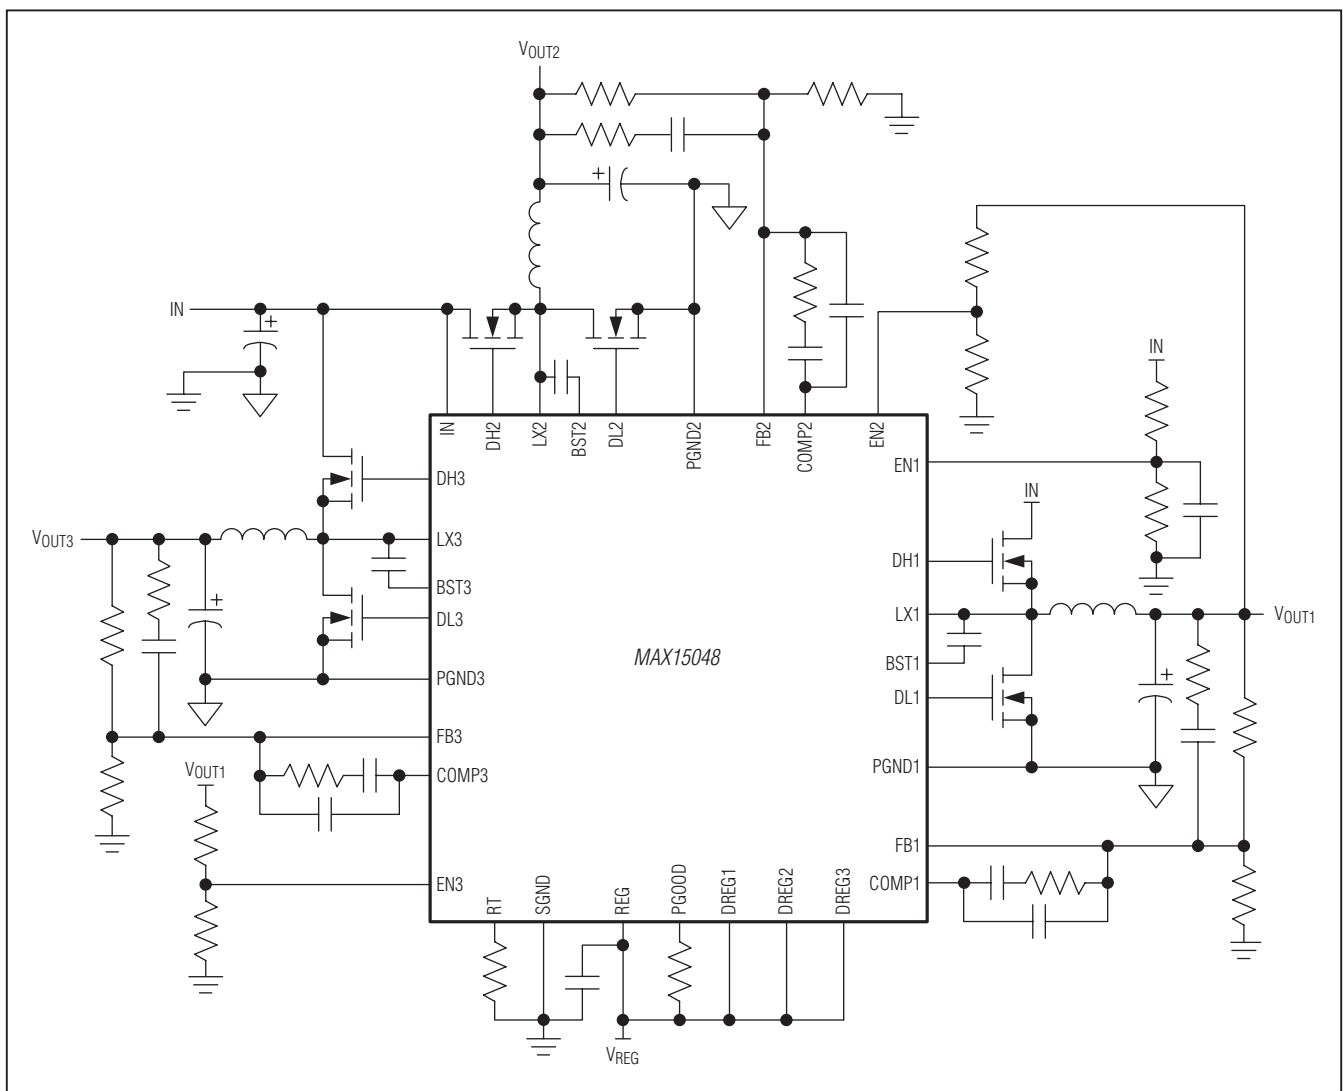 VOUT2
IN
IN
DH2
LX2
BST2
DL2
PGND2
FB2
COMP2
EN2
IN
EN1
DH3
IN
VOUT3
LX3
DH1
BST3
LX1
VOUT1
DL3
MAX15048
BST1
PGND3
DL1
FB3
VOUT1
COMP3
PGND1
FB1
EN3
COMP1
RT
SGND
REG
PGOOD
DREG1
DREG2
DREG3
VREG
+
+
+
+